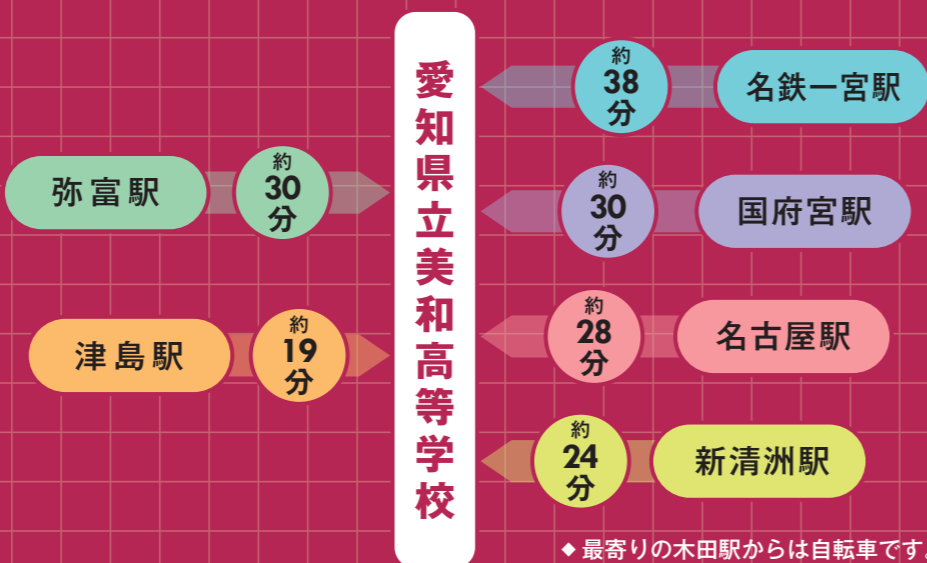 愛知県立美和高等学校
弥富駅
約
30
分
津島駅
約
19
分
約
38
分
名鉄一宮駅
約
30
分
国府宮駅
約
28
分
名古屋駅
約
24
分
新清洲駅
◆ 最寄りの木田駅からは自転車です。